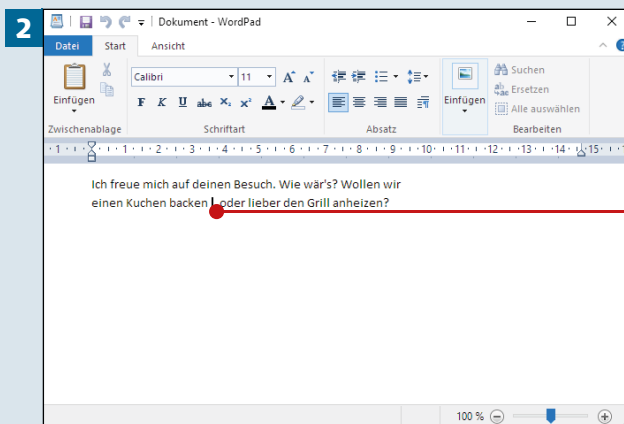 2
Dokument - WordPad
Datei Start Ansicht
Einfügen
Zwischenablage
Calibri 11 A A
F K U abc X₂ X² A
Schriftart
Absatz
Einfügen
Suchen
Ersetzen
Alle auswählen
Bearbeiten
1 1 2 3 4 5 6 7 8 9 10 11 12 13 14 15
Ich freue mich auf deinen Besuch. Wie wär's? Wollen wir
einen Kuchen backen oder lieber den Grill anheizen?
100 %